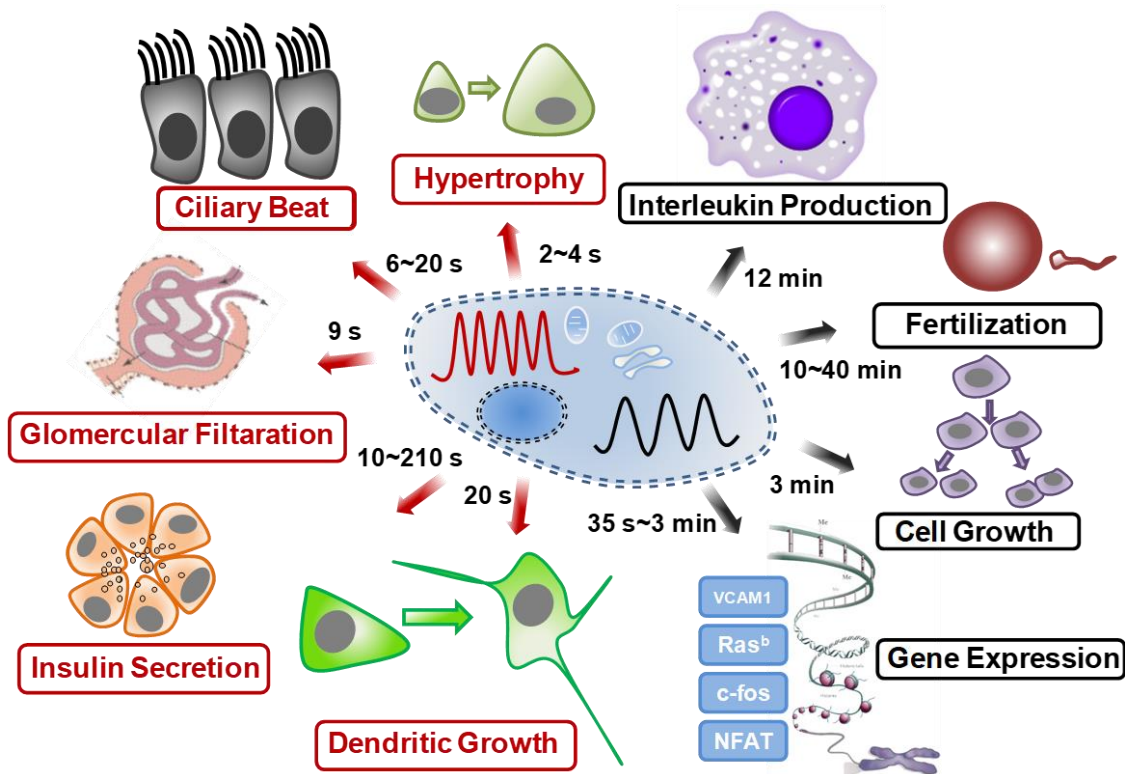 Ciliary Beat
Hypertrophy
Interleukin Production
6~20 s
2~4 s
12 min
9 s
Fertilization
10~40 min
Glomercular Filtaration
10~210 s
20 s
35 s~3 min
3 min
Cell Growth
Me
Me
VCAM1
Rasᵇ
c-fos
NFAT
Gene Expression
Insulin Secretion
Dendritic Growth